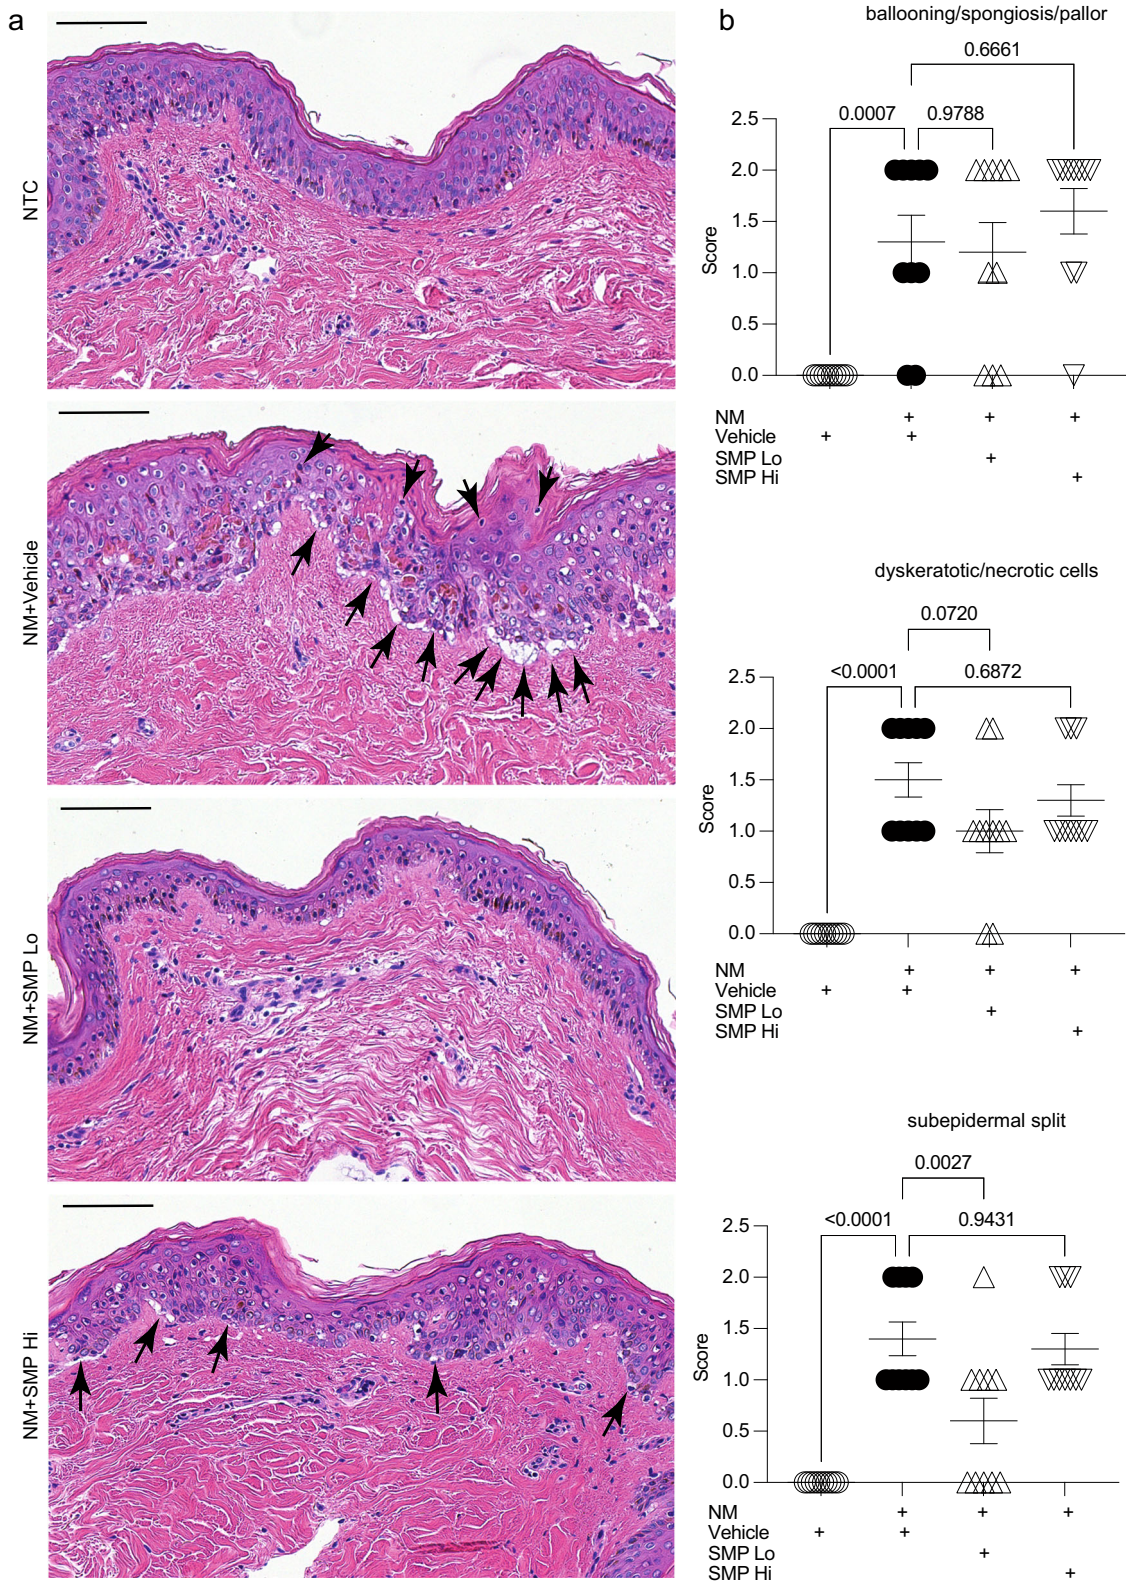 a
NTC
NM+Vehicle
NM+SMP Lo
NM+SMP Hi
b
ballooning/spongiosis/pallor
0.6661
0.0007
0.9788
2.5
2.0
1.5
1.0
0.5
0.0
Score
NM + + +
Vehicle + +
SMP Lo +
SMP Hi +
dyskeratotic/necrotic cells
0.0720
<0.0001
0.6872
2.5
2.0
1.5
1.0
0.5
0.0
Score
NM + + +
Vehicle + +
SMP Lo +
SMP Hi +
subepidermal split
0.0027
<0.0001
0.9431
2.5
2.0
1.5
1.0
0.5
0.0
Score
NM + + +
Vehicle + +
SMP Lo +
SMP Hi +